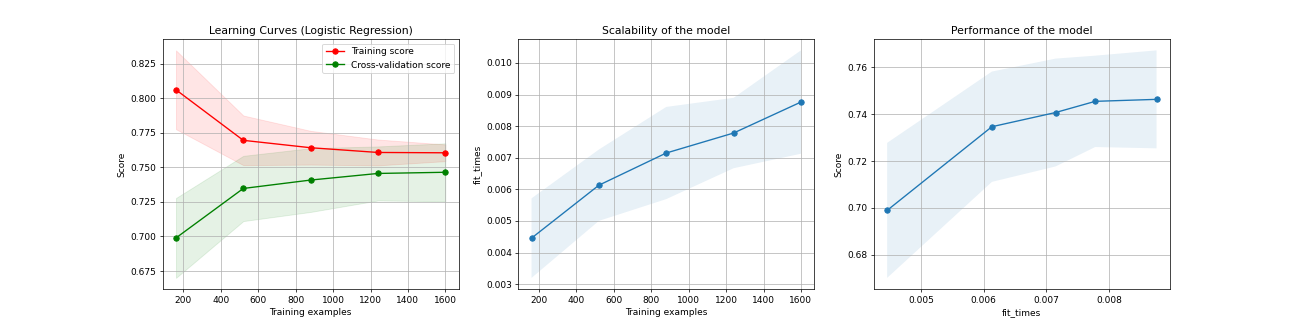 Learning Curves (Logistic Regression)
Training score
Cross-validation score
0.825
0.800
0.775
0.750
0.725
0.700
0.675
Score
200 400 600 800 1000 1200 1400 1600
Training examples
Scalability of the model
0.010
0.009
0.008
0.007
0.006
0.005
0.004
0.003
fit_times
200 400 600 800 1000 1200 1400 1600
Training examples
Performance of the model
0.76
0.74
0.72
0.70
0.68
Score
0.005 0.006 0.007 0.008
fit_times